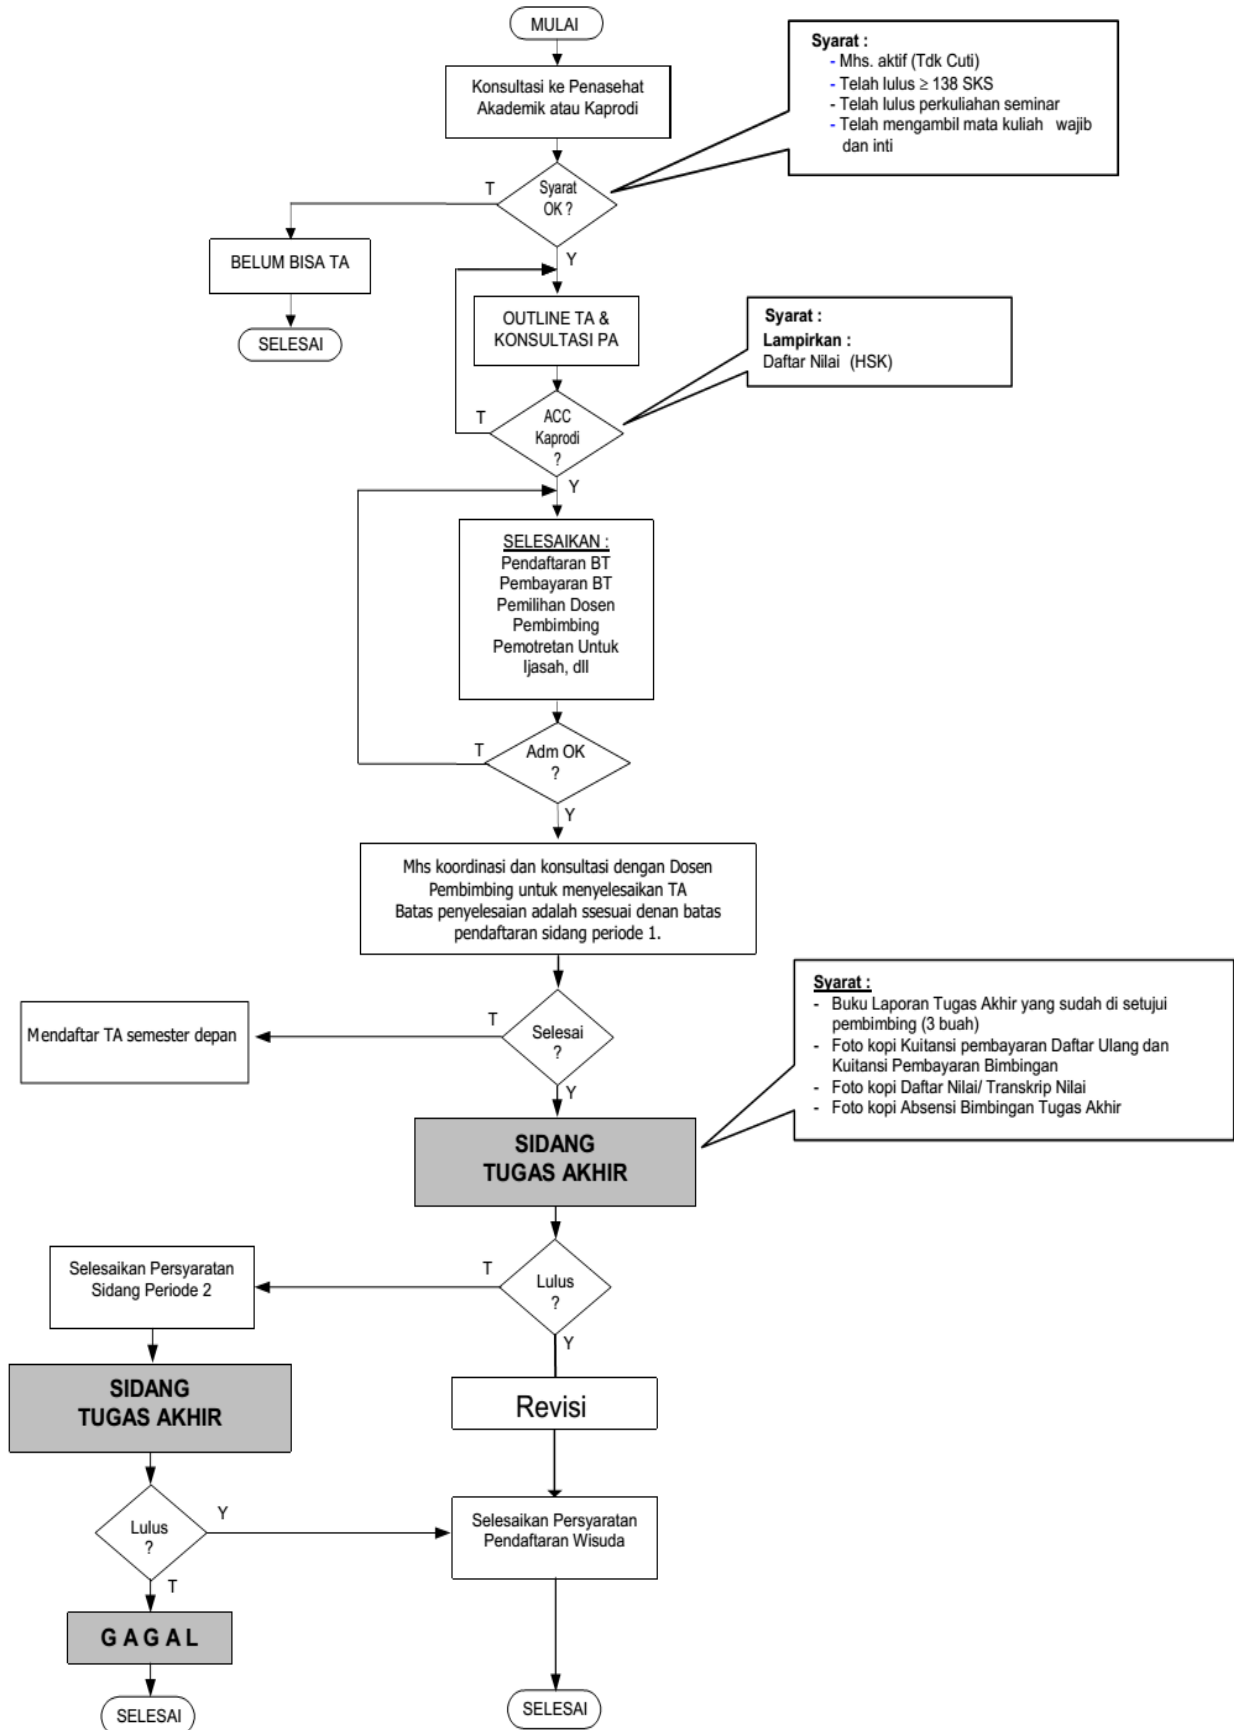 MULAI
Konsultasi ke Penasehat
Akademik atau Kaprodi
Syarat :
- Mhs. aktif (Tdk Cuti)
- Telah lulus ≥ 138 SKS
- Telah lulus perkuliahan seminar
- Telah mengambil mata kuliah wajib
dan inti
Syarat
OK ?
T
Y
BELUM BISA TA
SELESAI
OUTLINE TA &
KONSULTASI PA
Syarat :
Lampirkan :
Daftar Nilai (HSK)
ACC
Kaprodi
?
T
Y
SELESAIKAN :
Pendaftaran BT
Pembayaran BT
Pemilihan Dosen
Pembimbing
Pemotretan Untuk
Ijasah, dll
Adm OK
?
T
Y
Mhs koordinasi dan konsultasi dengan Dosen
Pembimbing untuk menyelesaikan TA
Batas penyelesaian adalah ssesuai denan batas
pendaftaran sidang periode 1.
Selesai
?
T
Y
Mendaftar TA semester depan
Syarat :
- Buku Laporan Tugas Akhir yang sudah di setujui
pembimbing (3 buah)
- Foto kopi Kuitansi pembayaran Daftar Ulang dan
Kuitansi Pembayaran Bimbingan
- Foto kopi Daftar Nilai/ Transkrip Nilai
- Foto kopi Absensi Bimbingan Tugas Akhir
SIDANG
TUGAS AKHIR
Lulus
?
T
Y
Selesaikan Persyaratan
Sidang Periode 2
SIDANG
TUGAS AKHIR
Revisi
Lulus
?
Y
T
Selesaikan Persyaratan
Pendaftaran Wisuda
G A G A L
SELESAI
SELESAI